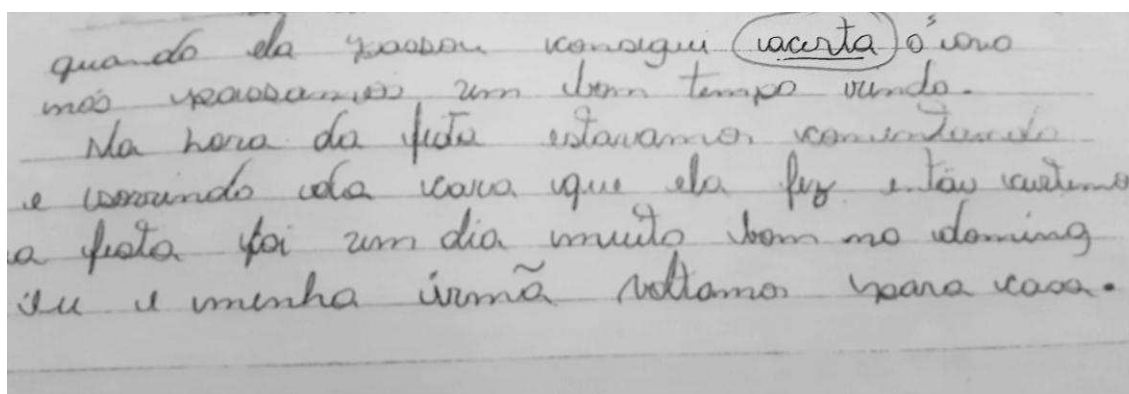 quando ela passou consegui acerta o ovo
nós passamos um bom tempo rindo.
Na hora da festa estavamos comentando
e sorrindo da cara que ela fez então curtimo
a festa foi um dia muito bom no doming
eu e minha irmã voltamos para casa.